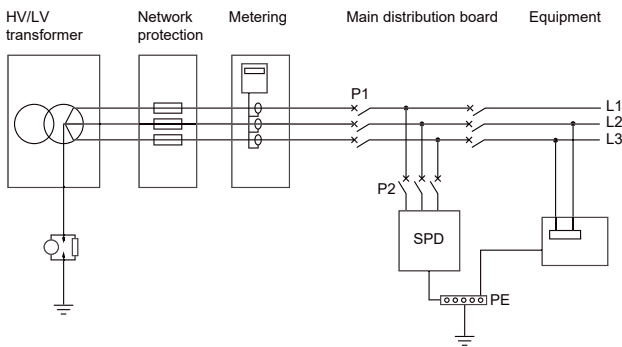 HV/LV
transformer
Network
protection
Metering
Main distribution board
Equipment
P1
L1
L2
L3
P2
SPD
PE